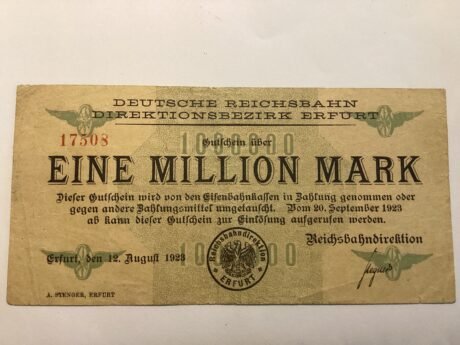 DEUTSCHE REICHSBAHN
DIREKTIONSBEZIRK ERFURT
17508
1000000
Gutschein über
EINE MILLION MARK
Dieser Gutschein wird von den Eisenbahnkassen in Zahlung genommen oder
gegen andere Zahlungsmittel umgetauscht. Vom 20. September 1923
ab kann dieser Gutschein zur Einlösung aufgerufen werden.
Reichsbahndirektion
Erfurt, den 12. August 1923
Reichsbahndirektion
ERFURT
A. STENGER, ERFURT